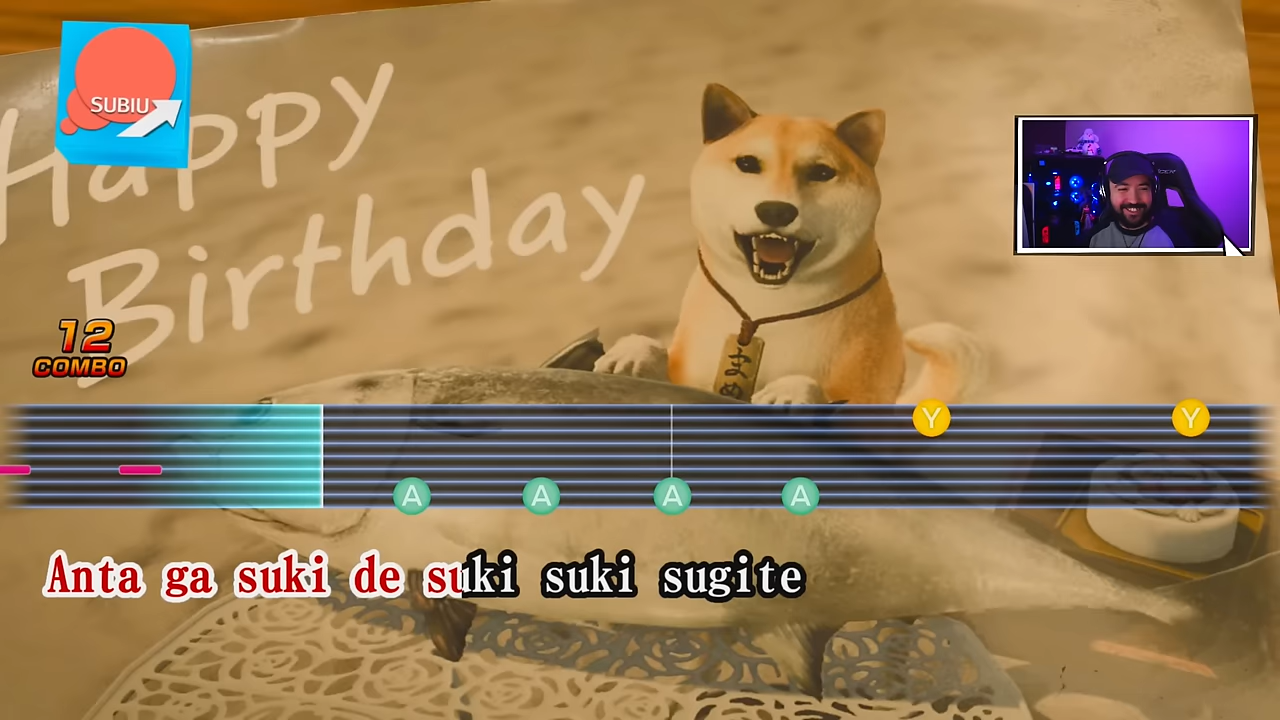 SUBIU
Happy
Birthday
12
COMBO
Y
Y
A
A
A
A
Anta ga suki de suki suki sugite